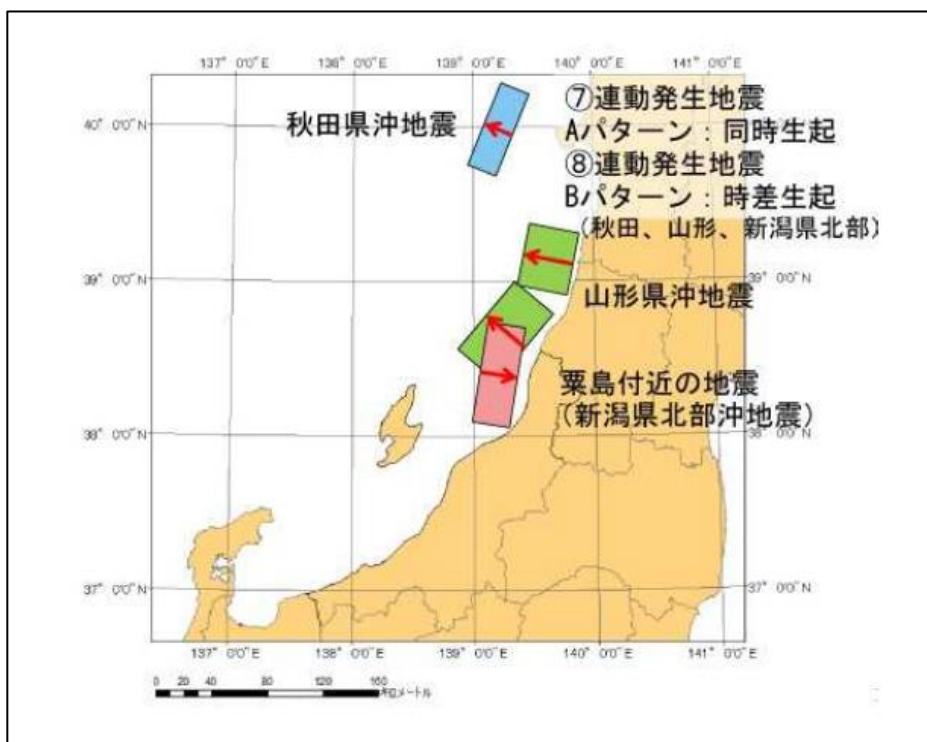 137° 0'0"E 138° 0'0"E 139° 0'0"E 140° 0'0"E 141° 0'0"E
⑦連動発生地震
秋田県沖地震
40° 0'0"N
Aパターン：同時生起
⑧連動発生地震
Bパターン：時差生起
(秋田、山形、新潟県北部)
39° 0'0"N
39° 0'0"N
山形県沖地震
粟島付近の地震
(新潟県北部沖地震)
38° 0'0"N
38° 0'0"N
37° 0'0"N
37° 0'0"N
137° 0'0"E 138° 0'0"E 139° 0'0"E 140° 0'0"E 141° 0'0"E
0 20 40 80 120 160
キロメートル